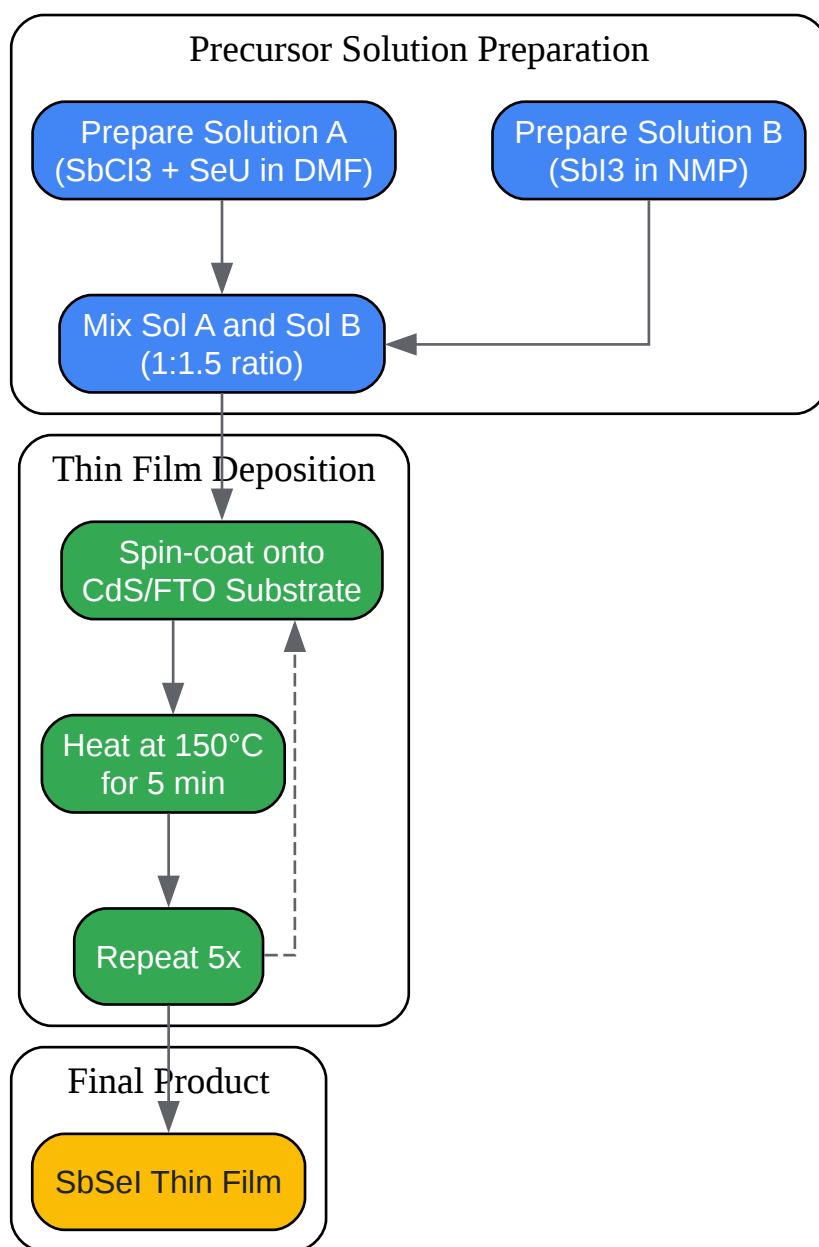 Precursor Solution Preparation
Prepare Solution A
(SbCl3 + SeU in DMF)
Prepare Solution B
(SbI3 in NMP)
Mix Sol A and Sol B
(1:1.5 ratio)
Thin Film Deposition
Spin-coat onto
CdS/FTO Substrate
Heat at 150°C
for 5 min
Repeat 5x
Final Product
SbSeI Thin Film